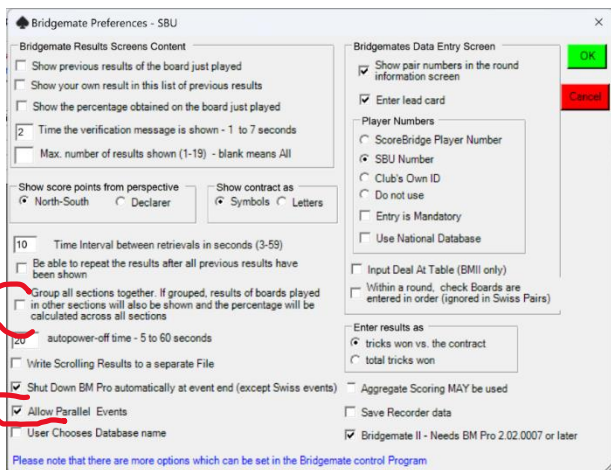 Bridgemate Preferences - SBU
Bridgemate Results Screens Content
Show previous results of the board just played
Show your own result in this list of previous results
Show the percentage obtained on the board just played
2 Time the verification message is shown - 1 to 7 seconds
Max. number of results shown (1-19) - blank means All
Show score points from perspective
North-South Declarer
Show contract as
Symbols Letters
10 Time Interval between retrievals in seconds (3-59)
Be able to repeat the results after all previous results have
been shown
Group all sections together. If grouped, results of boards played
in other sections will also be shown and the percentage will be
calculated across all sections
20 autopower-off time - 5 to 60 seconds
Write Scrolling Results to a separate File
Shut Down BM Pro automatically at event end (except Swiss events)
Allow Parallel Events
User Chooses Database name
Please note that there are more options which can be set in the Bridgemate control Program
Bridgemates Data Entry Screen
Show pair numbers in the round
information screen
Enter lead card
Player Numbers
ScoreBridge Player Number
SBU Number
Club's Own ID
Do not use
Entry is Mandatory
Use National Database
Input Deal At Table (BMII only)
Within a round, check Boards are
entered in order (ignored in Swiss Pairs)
Enter results as
tricks won vs. the contract
total tricks won
Aggregate Scoring MAY be used
Save Recorder data
Bridgemate II - Needs BM Pro 2.02.0007 or later
OK
Cancel